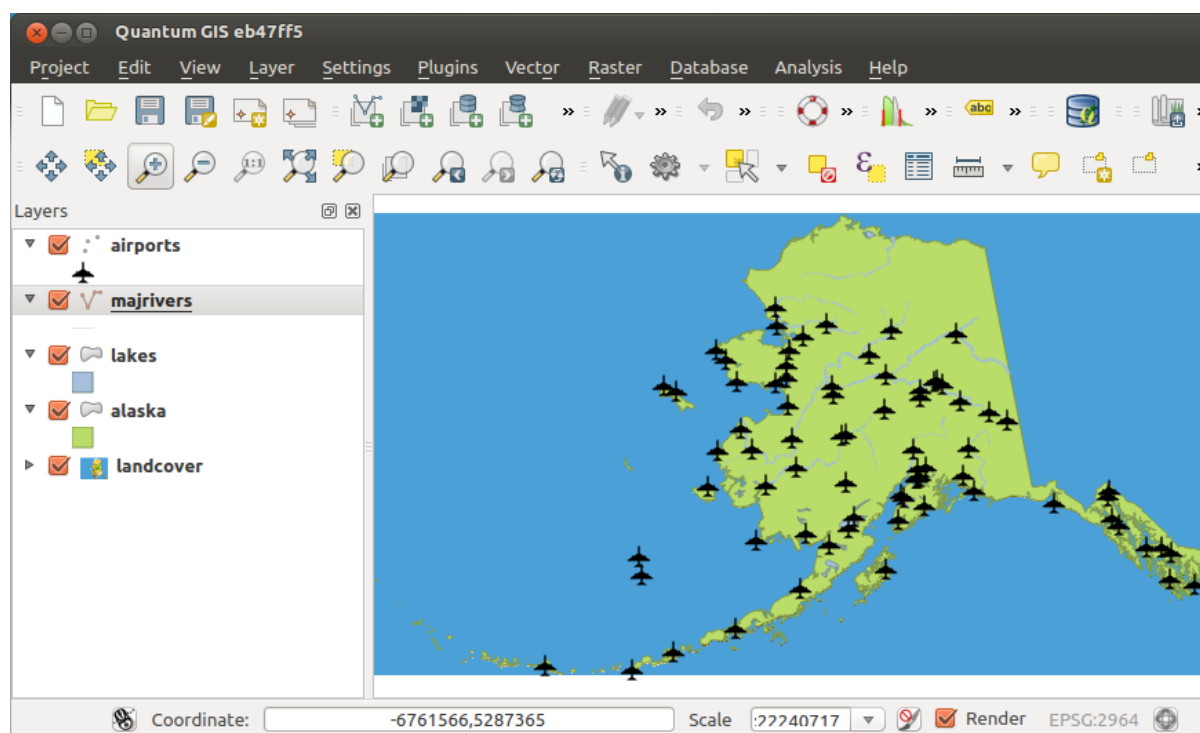 Quantum GIS eb47ff5
Project Edit View Layer Settings Plugins Vector Raster Database Analysis Help
» » » » » abc »
1:1
ε
Layers
airports
majrivers
lakes
alaska
landcover
Coordinate: -6761566,5287365 Scale :22240717 Render EPSG:2964